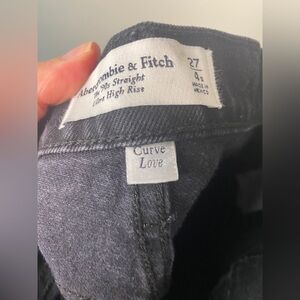 Abercrombie & Fitch
The '90s Straight
Ultra High Rise
27
4s
MADE IN
MEXICO
Curve
Love